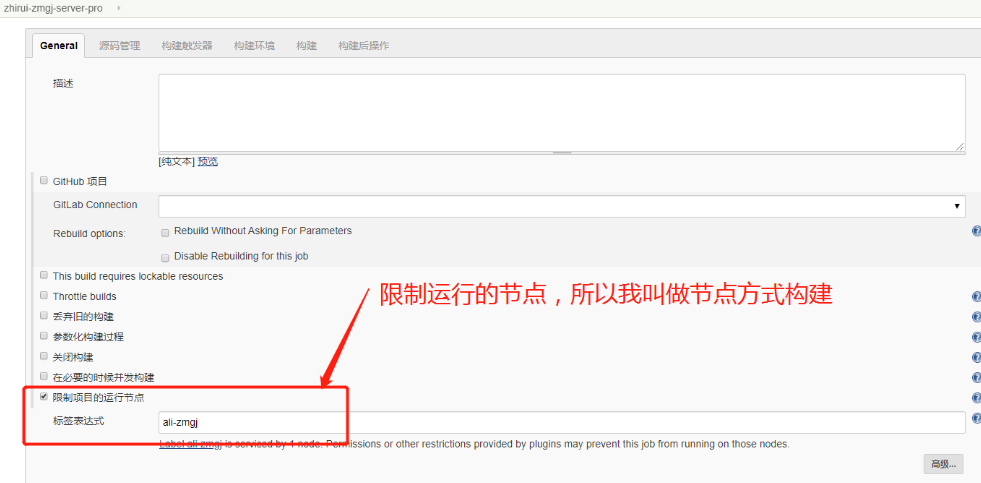 zhirui-zmgj-server-pro
General 源码管理 构建触发器 构建环境 构建 构建后操作
描述
[纯文本] 预览
GitHub 项目
GitLab Connection
Rebuild options: Rebuild Without Asking For Parameters
Disable Rebuilding for this job
This build requires lockable resources
限制运行的节点，所以我叫做节点方式构建
Throttle builds
丢弃旧的构建
参数化构建过程
关闭构建
在必要的时候并发构建
限制项目的运行节点
标签表达式 ali-zmgj
Label ali-zmgj is serviced by 1 node. Permissions or other restrictions provided by plugins may prevent this job from running on those nodes.
高级...